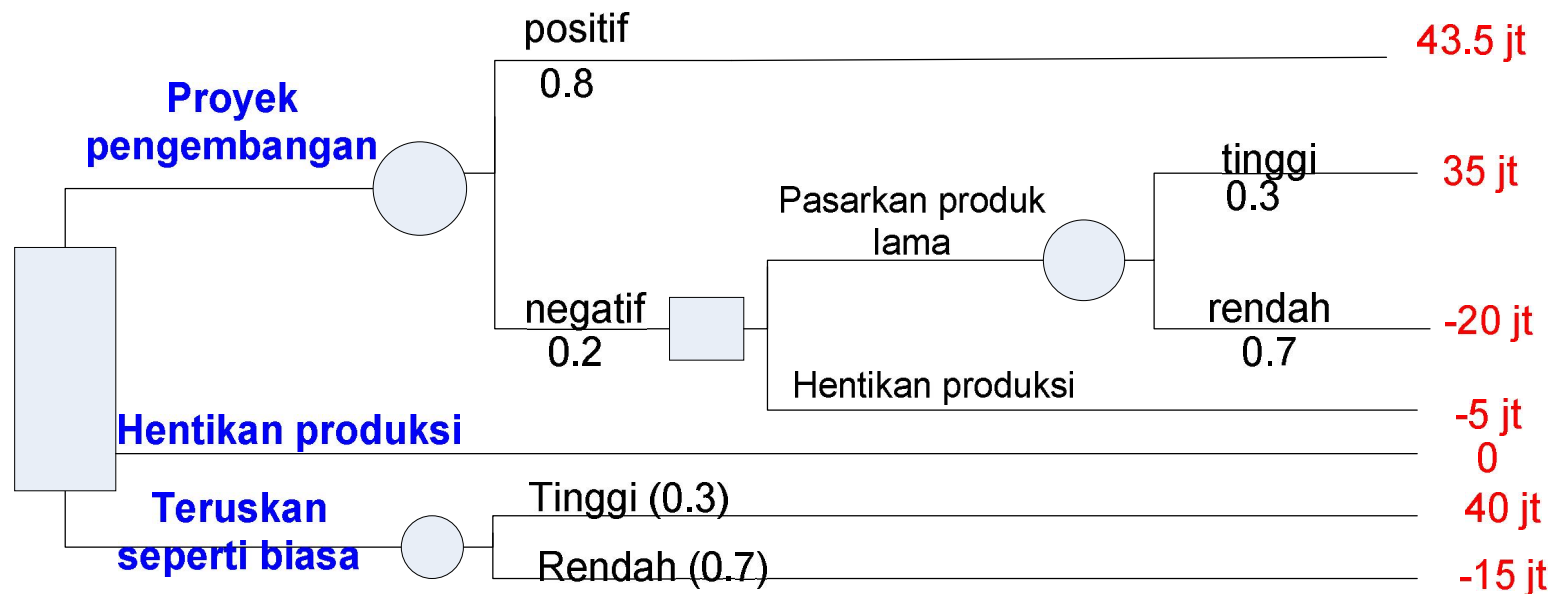 positif
0.8
43.5 jt
Proyek
pengembangan
tinggi
0.3
35 jt
Pasarkan produk
lama
negatif
0.2
rendah
0.7
-20 jt
Hentikan produksi
-5 jt
Hentikan produksi
0
Teruskan
seperti biasa
Tinggi (0.3)
40 jt
Rendah (0.7)
-15 jt